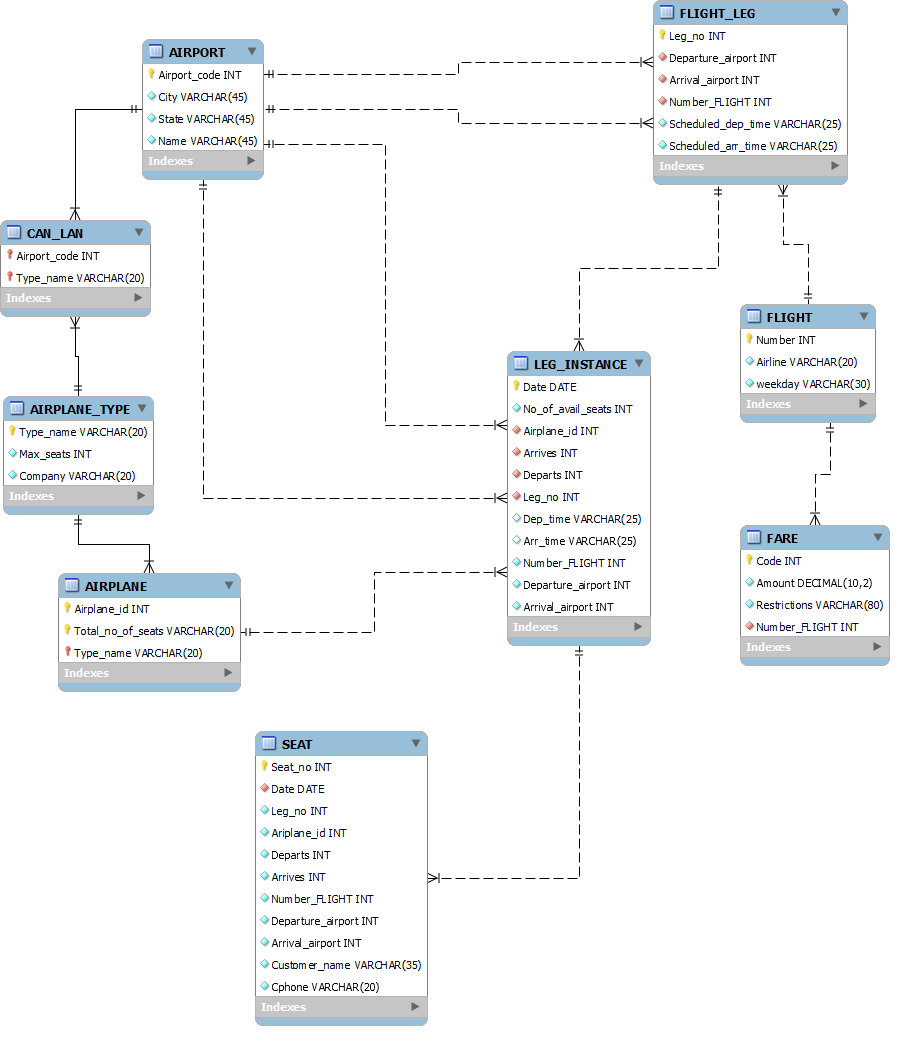 FLIGHT_LEG
Leg_no INT
Departure_airport INT
Arrival_airport INT
Number_FLIGHT INT
Scheduled_dep_time VARCHAR(25)
Scheduled_arr_time VARCHAR(25)
Indexes
AIRPORT
Airport_code INT
City VARCHAR(45)
State VARCHAR(45)
Name VARCHAR(45)
Indexes
CAN_LAN
Airport_code INT
Type_name VARCHAR(20)
Indexes
FLIGHT
Number INT
Airline VARCHAR(20)
weekday VARCHAR(30)
Indexes
LEG_INSTANCE
Date DATE
No_of_avail_seats INT
Airplane_id INT
Arrives INT
Departs INT
Leg_no INT
Dep_time VARCHAR(25)
Arr_time VARCHAR(25)
Number_FLIGHT INT
Departure_airport INT
Arrival_airport INT
Indexes
AIRPLANE_TYPE
Type_name VARCHAR(20)
Max_seats INT
Company VARCHAR(20)
Indexes
FARE
Code INT
Amount DECIMAL(10,2)
Restrictions VARCHAR(80)
Number_FLIGHT INT
Indexes
AIRPLANE
Airplane_id INT
Total_no_of_seats VARCHAR(20)
Type_name VARCHAR(20)
Indexes
SEAT
Seat_no INT
Date DATE
Leg_no INT
Ariplane_id INT
Departs INT
Arrives INT
Number_FLIGHT INT
Departure_airport INT
Arrival_airport INT
Customer_name VARCHAR(35)
Cphone VARCHAR(20)
Indexes